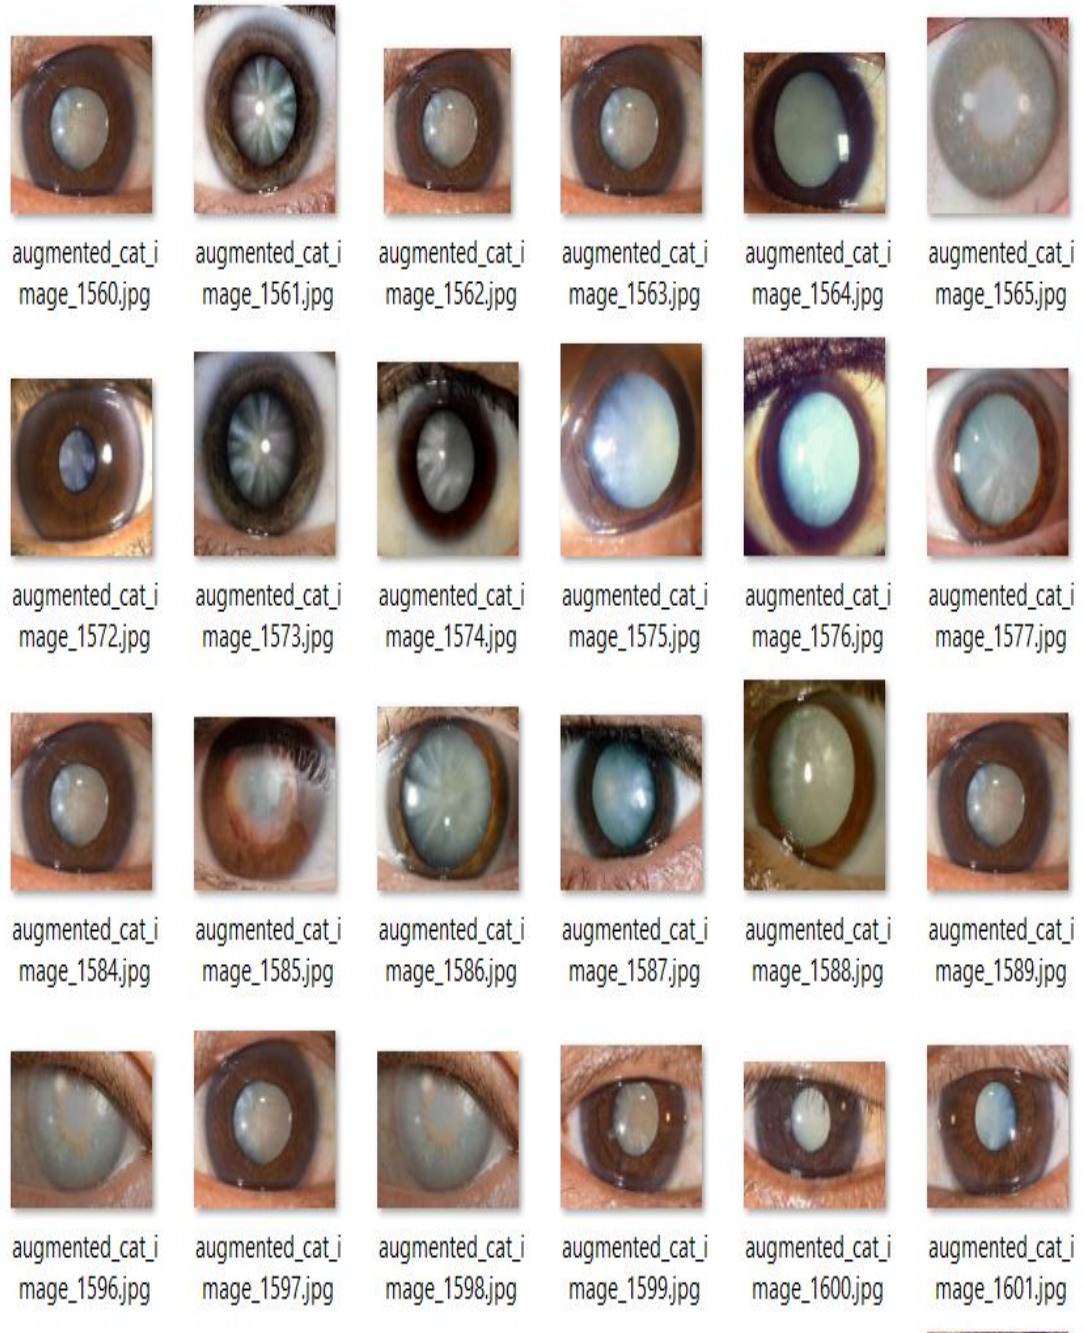 augmented_cat_i augmented_cat_i augmented_cat_i augmented_cat_i augmented_cat_i augmented_cat_i
mage_1560.jpg mage_1561.jpg mage_1562.jpg mage_1563.jpg mage_1564.jpg mage_1565.jpg
augmented_cat_i augmented_cat_i augmented_cat_i augmented_cat_i augmented_cat_i augmented_cat_i
mage_1572.jpg mage_1573.jpg mage_1574.jpg mage_1575.jpg mage_1576.jpg mage_1577.jpg
augmented_cat_i augmented_cat_i augmented_cat_i augmented_cat_i augmented_cat_i augmented_cat_i
mage_1584.jpg mage_1585.jpg mage_1586.jpg mage_1587.jpg mage_1588.jpg mage_1589.jpg
augmented_cat_i augmented_cat_i augmented_cat_i augmented_cat_i augmented_cat_i augmented_cat_i
mage_1596.jpg mage_1597.jpg mage_1598.jpg mage_1599.jpg mage_1600.jpg mage_1601.jpg